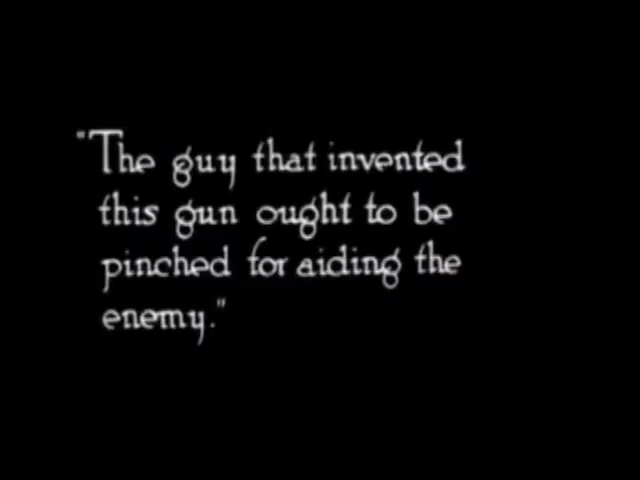 "The guy that invented
this gun ought to be
pinched for aiding the
enemy."